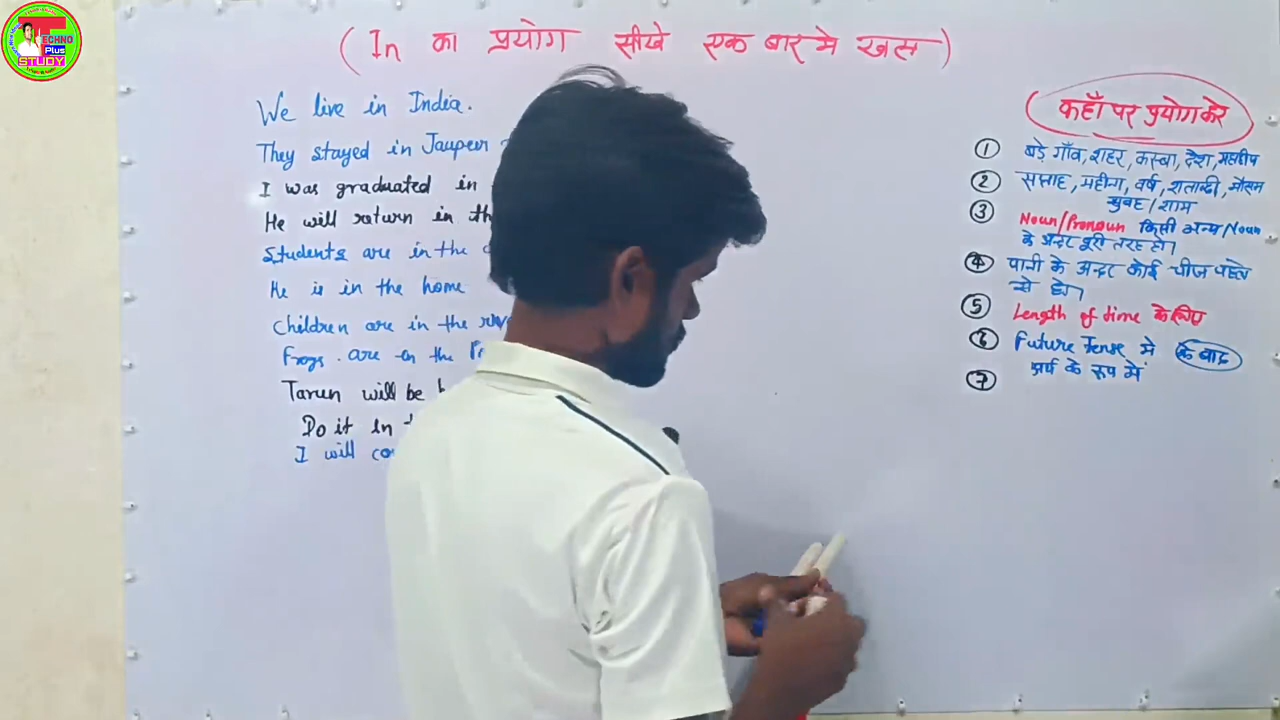 TECHNO
Plus
STUDY
(In का प्रयोग सीखे एक बार मे खत्म)
We live in India.
They stayed in Jaupeur
I was graduated in
He will return in th
Students are in the
He is in the home
Children are in the
Frogs are in the
Tarun will be
Do it in
I will
(कहाँ पर प्रयोग करे)
① बड़े गाँव, शहर, कस्बा, देश, महाद्वीप
② सप्ताह, महीना, वर्ष, शताब्दी, मौसम
सुबह/शाम
③ Noun/Pronoun किसी अन्य Noun
के अन्दर पूरी तरह हो।
④ पानी के अन्दर कोई चीज पहले
से हो।
⑤ Length of time के लिए
⑥ Future Tense मे के बाद
अर्थ के रूप में
⑦